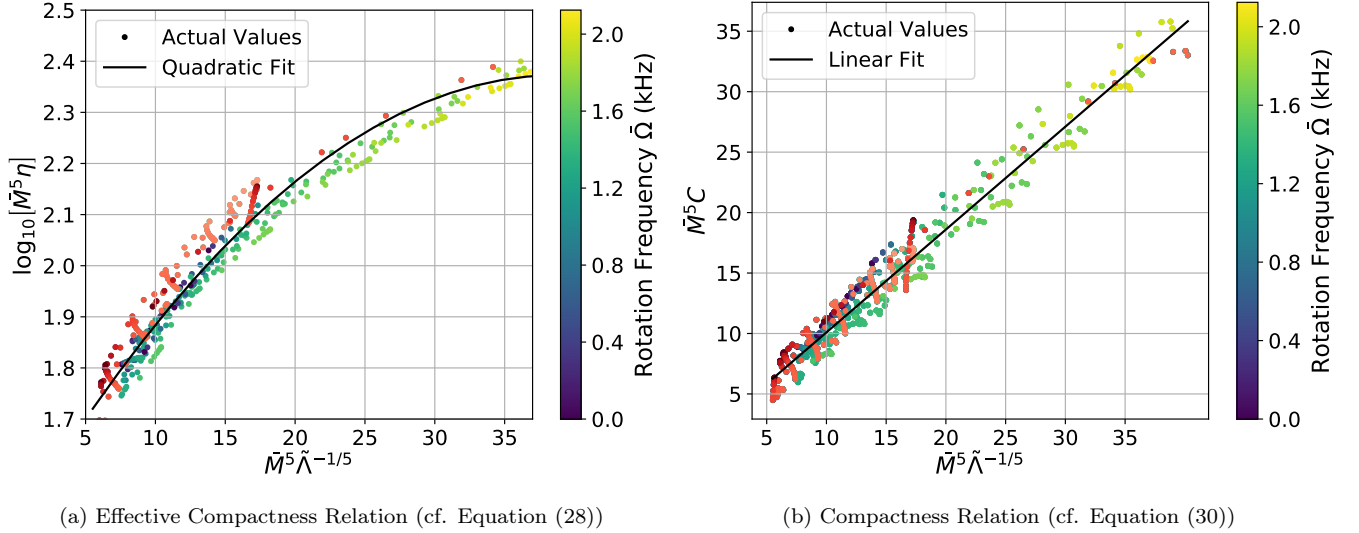 2.5
2.4
2.3
2.2
2.1
2.0
1.9
1.8
1.7
log₁₀[M̄⁵η]
Actual Values
Quadratic Fit
5 10 15 20 25 30 35
M̄⁵Λ̃⁻¹/⁵
2.0
1.6
1.2
0.8
0.4
0.0
Rotation Frequency Ω̄ (kHz)
(a) Effective Compactness Relation (cf. Equation (28))
35
30
25
20
15
10
5
M̄⁵C
Actual Values
Linear Fit
5 10 15 20 25 30 35
M̄⁵Λ̃⁻¹/⁵
2.0
1.6
1.2
0.8
0.4
0.0
Rotation Frequency Ω̄ (kHz)
(b) Compactness Relation (cf. Equation (30))